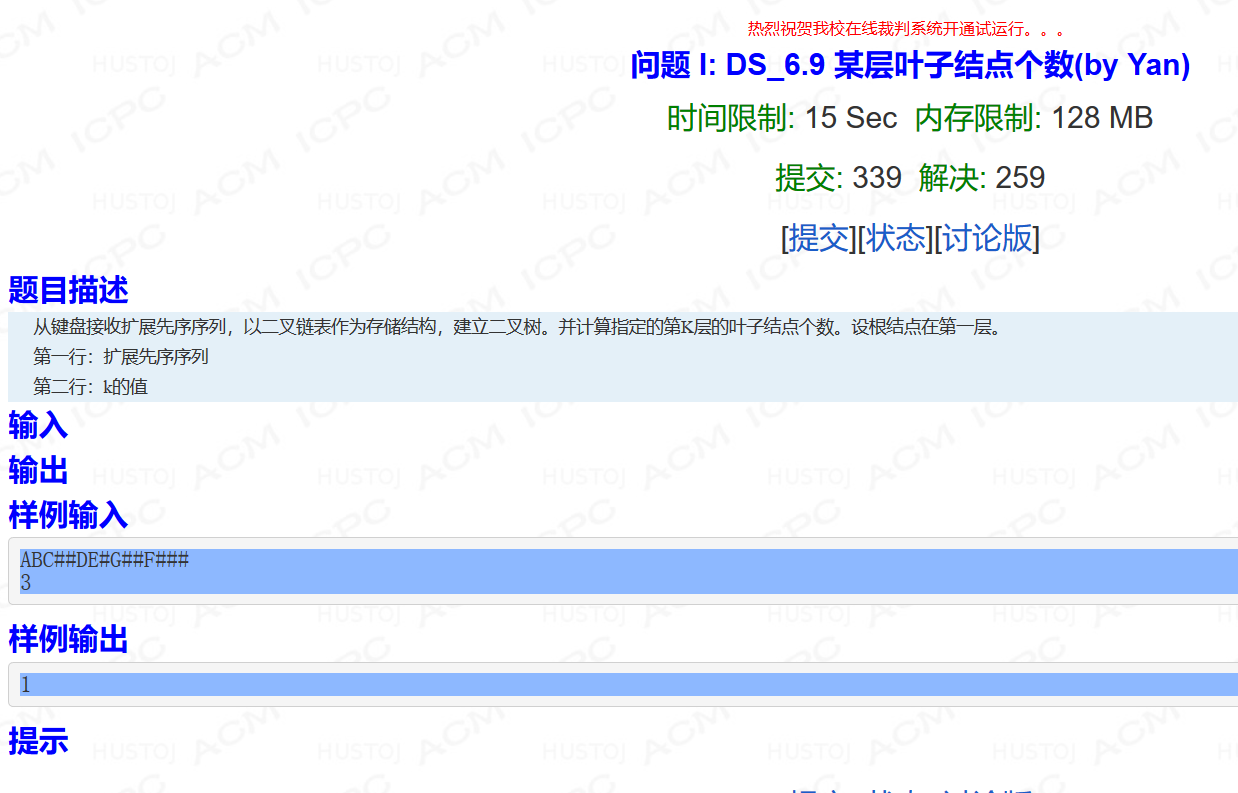 热烈祝贺我校在线裁判系统开通试运行。。。
问题 I: DS_6.9 某层叶子结点个数(by Yan)
时间限制: 15 Sec 内存限制: 128 MB
提交: 339 解决: 259
[提交][状态][讨论版]
题目描述
从键盘接收扩展先序序列，以二叉链表作为存储结构，建立二叉树。并计算指定的第K层的叶子结点个数。设根结点在第一层。
第一行：扩展先序序列
第二行：k的值
输入
输出
样例输入
ABC##DE#G##F###
3
样例输出
1
提示